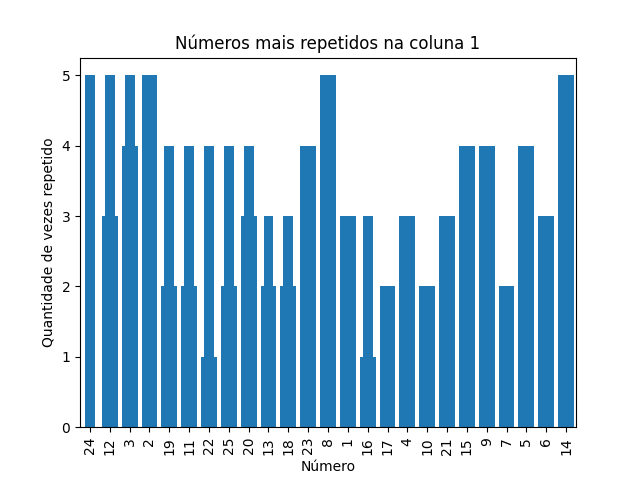 Números mais repetidos na coluna 1
Quantidade de vezes repetido
5
4
3
2
1
0
24 12 3 2 19 11 22 25 20 13 18 23 8 1 16 17 4 10 21 15 9 7 5 6 14
Número